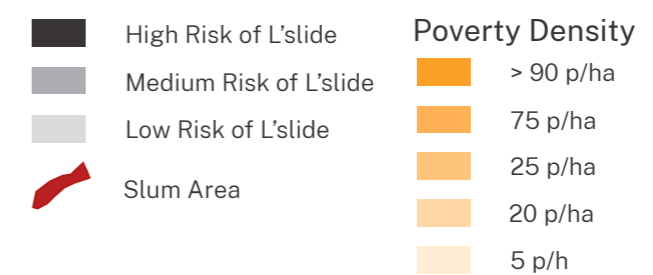 High Risk of L'slide
Medium Risk of L'slide
Low Risk of L'slide
Slum Area
Poverty Density
> 90 p/ha
75 p/ha
25 p/ha
20 p/ha
5 p/h